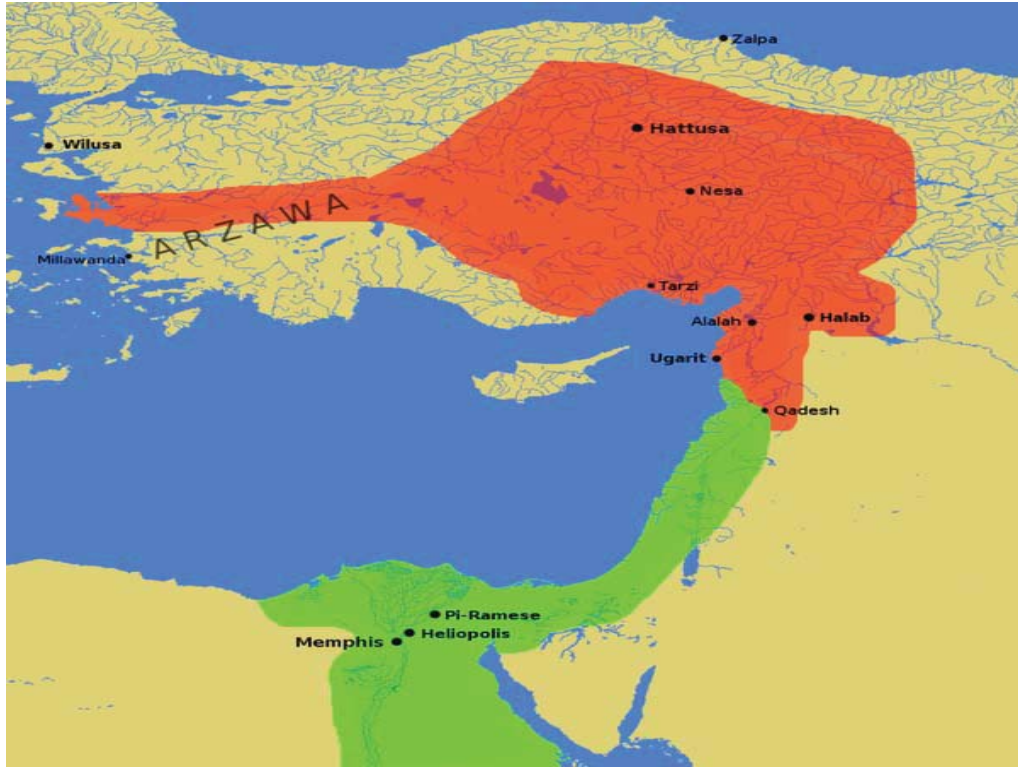 Zalpa
Hattusa
Wilusa
Nesa
ARZAWA
Millawanda
Tarzi
Alalah
Halab
Ugarit
Qadesh
Pi-Ramese
Heliopolis
Memphis